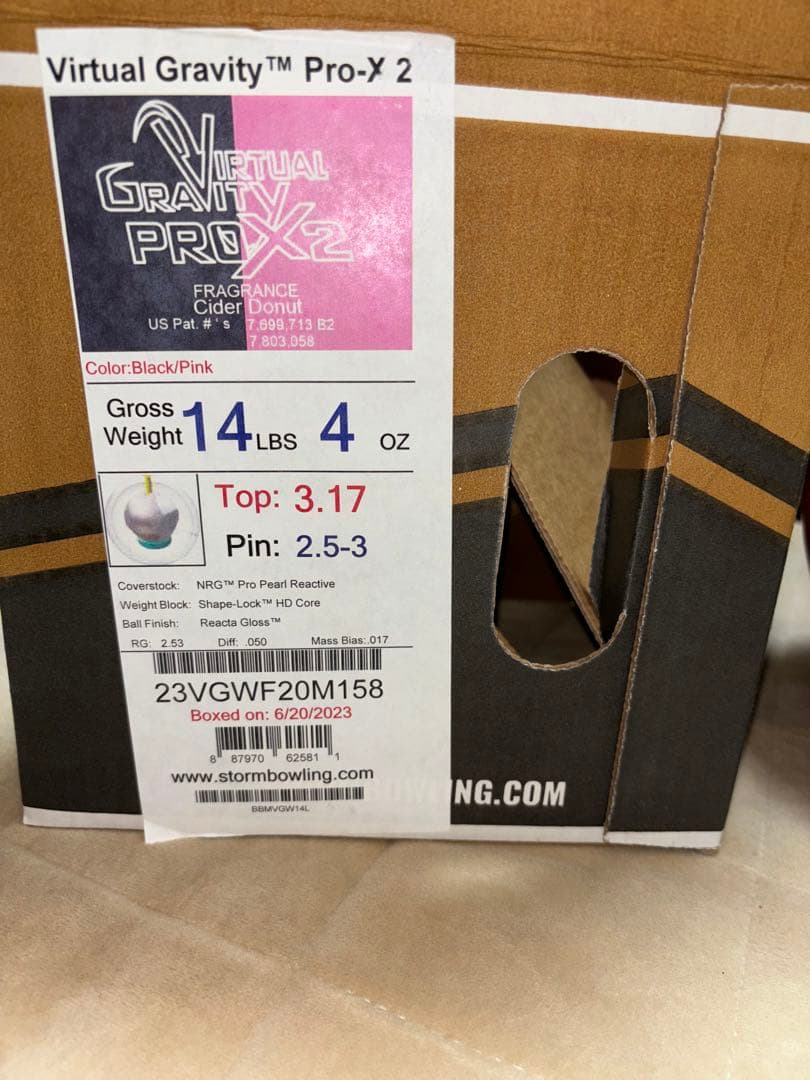 Virtual Gravity™ Pro-X 2
VIRTUAL
GRAVITY
PRO X2
FRAGRANCE
Cider Donut
US Pat. # ' s 7,699,713 B2
7,803,058
Color:Black/Pink
Gross Weight 14 LBS 4 OZ
Top: 3.17
Pin: 2.5-3
Coverstock: NRG™ Pro Pearl Reactive
Weight Block: Shape-Lock™ HD Core
Ball Finish: Reacta Gloss™
RG: 2.53 Diff: .050 Mass Bias:.017
23VGWF20M158
Boxed on: 6/20/2023
8 87970 62581 1
www.stormbowling.com
BBMVGW14L
BOWLING.COM